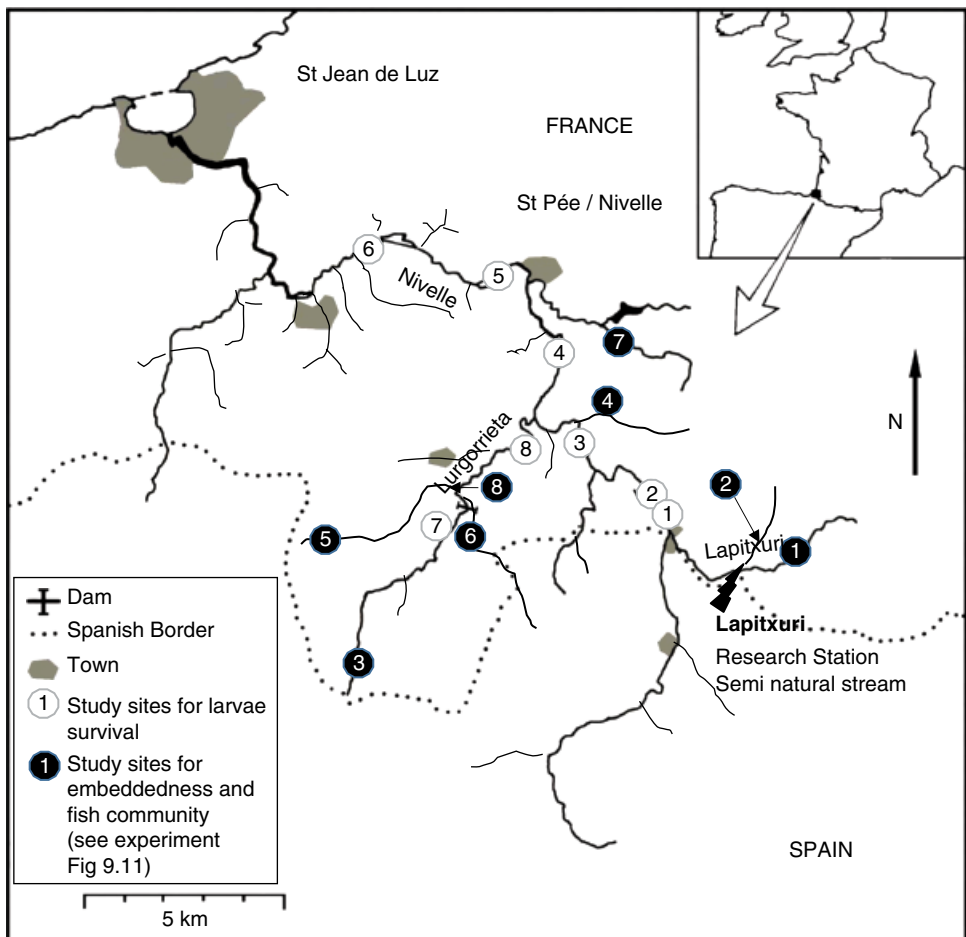 St Jean de Luz
FRANCE
St Pée / Nivelle
6
Nivelle
5
7
4
4
Lurgorrieta
8
3
8
2
2
1
5
7
6
Lapitxuri
1
N
3
Lapitxuri
Research Station
Semi natural stream
SPAIN
Dam
Spanish Border
Town
1
Study sites for larvae
survival
1
Study sites for
embeddedness and
fish community
(see experiment
Fig 9.11)
5 km